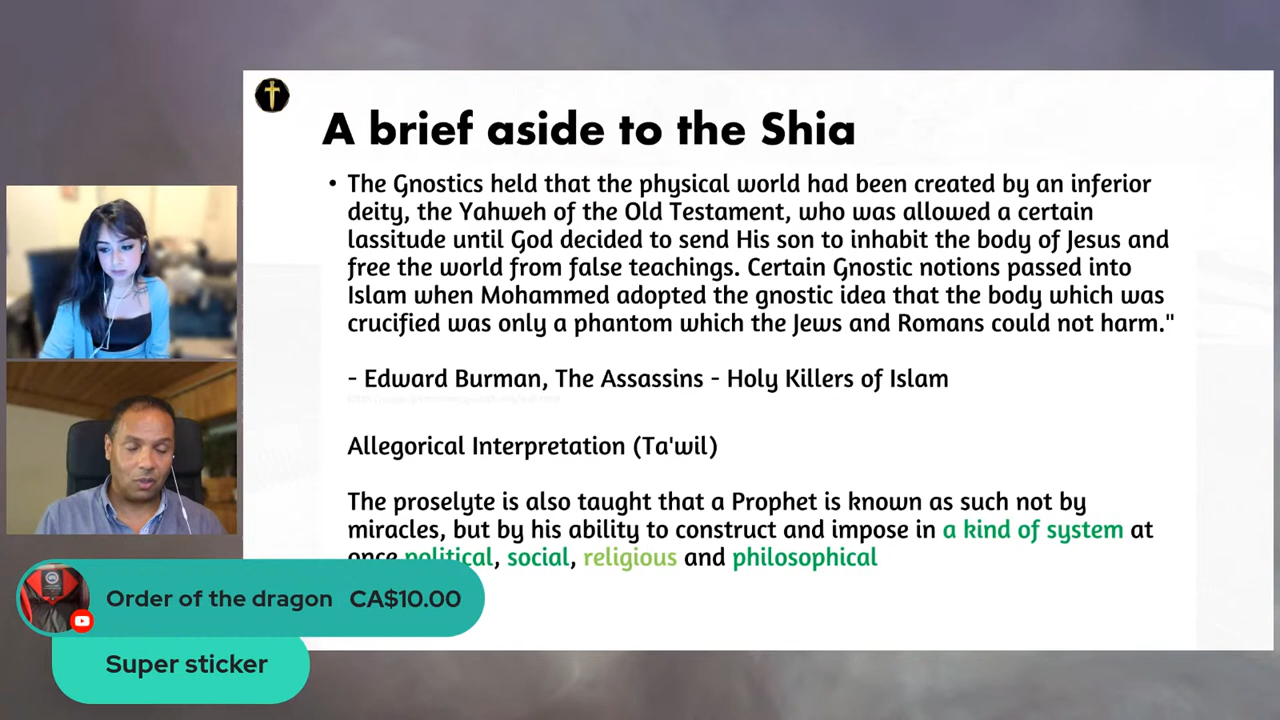 A brief aside to the Shia
• The Gnostics held that the physical world had been created by an inferior
deity, the Yahweh of the Old Testament, who was allowed a certain
lassitude until God decided to send His son to inhabit the body of Jesus and
free the world from false teachings. Certain Gnostic notions passed into
Islam when Mohammed adopted the gnostic idea that the body which was
crucified was only a phantom which the Jews and Romans could not harm."
- Edward Burman, The Assassins - Holy Killers of Islam
Allegorical Interpretation (Ta'wil)
The proselyte is also taught that a Prophet is known as such not by
miracles, but by his ability to construct and impose in a kind of system at
once political, social, religious and philosophical
Order of the dragon CA$10.00
Super sticker